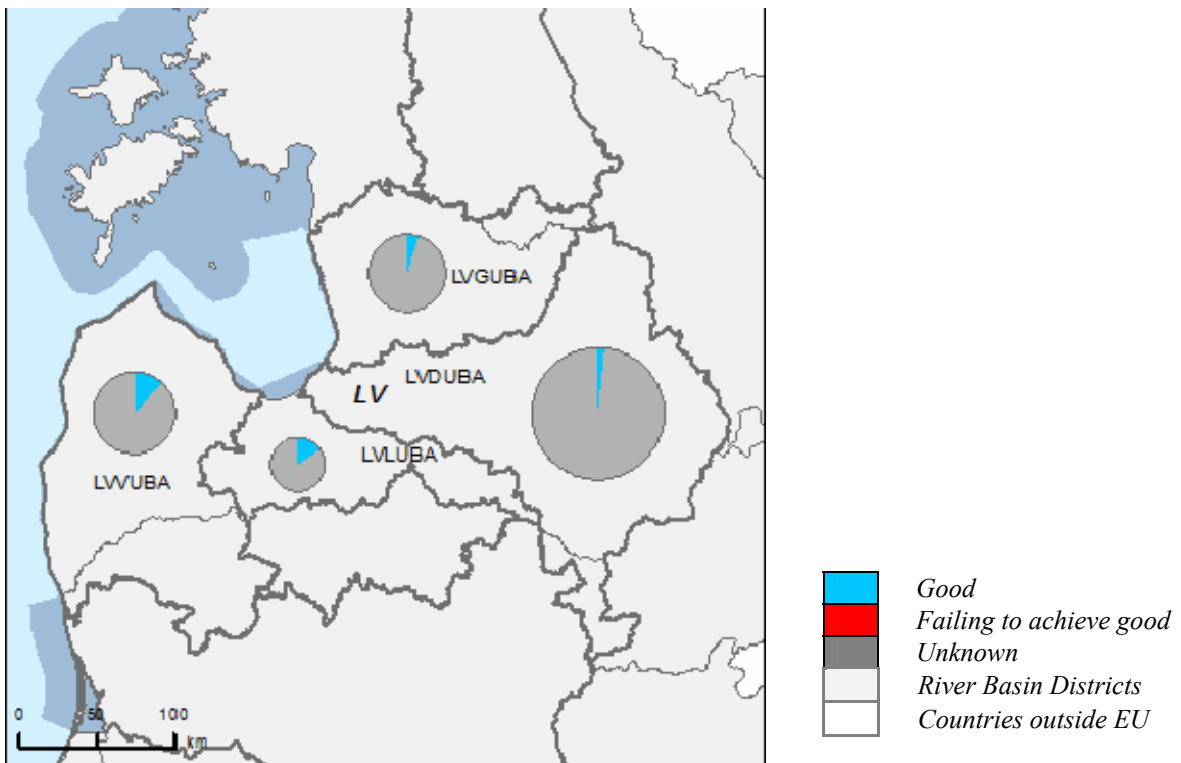 LVGUBA
LVDUBA
LV
LVLUBA
LVVUBA
0 50 100
km
Good
Failing to achieve good
Unknown
River Basin Districts
Countries outside EU